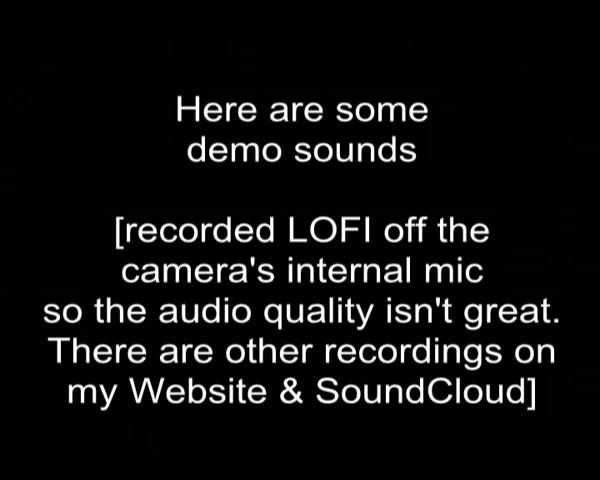 Here are some
demo sounds
[recorded LOFI off the
camera's internal mic
so the audio quality isn't great.
There are other recordings on
my Website & SoundCloud]